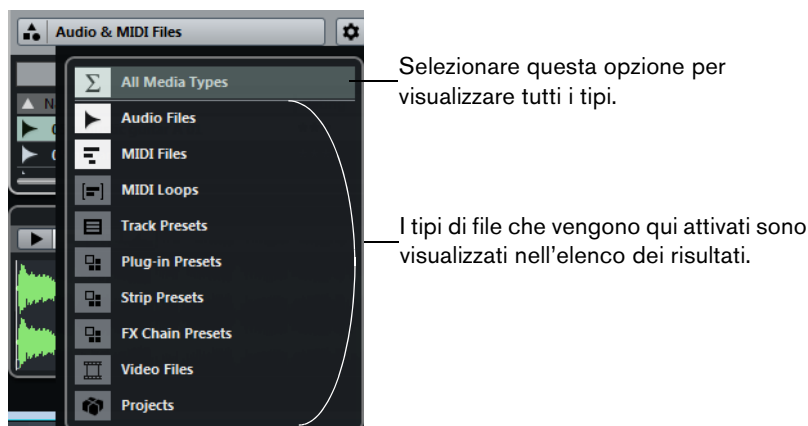 Audio & MIDI Files
All Media Types
Selezionare questa opzione per
visualizzare tutti i tipi.
Audio Files
MIDI Files
MIDI Loops
Track Presets
Plug-in Presets
Strip Presets
FX Chain Presets
Video Files
Projects
I tipi di file che vengono qui attivati sono
visualizzati nell'elenco dei risultati.